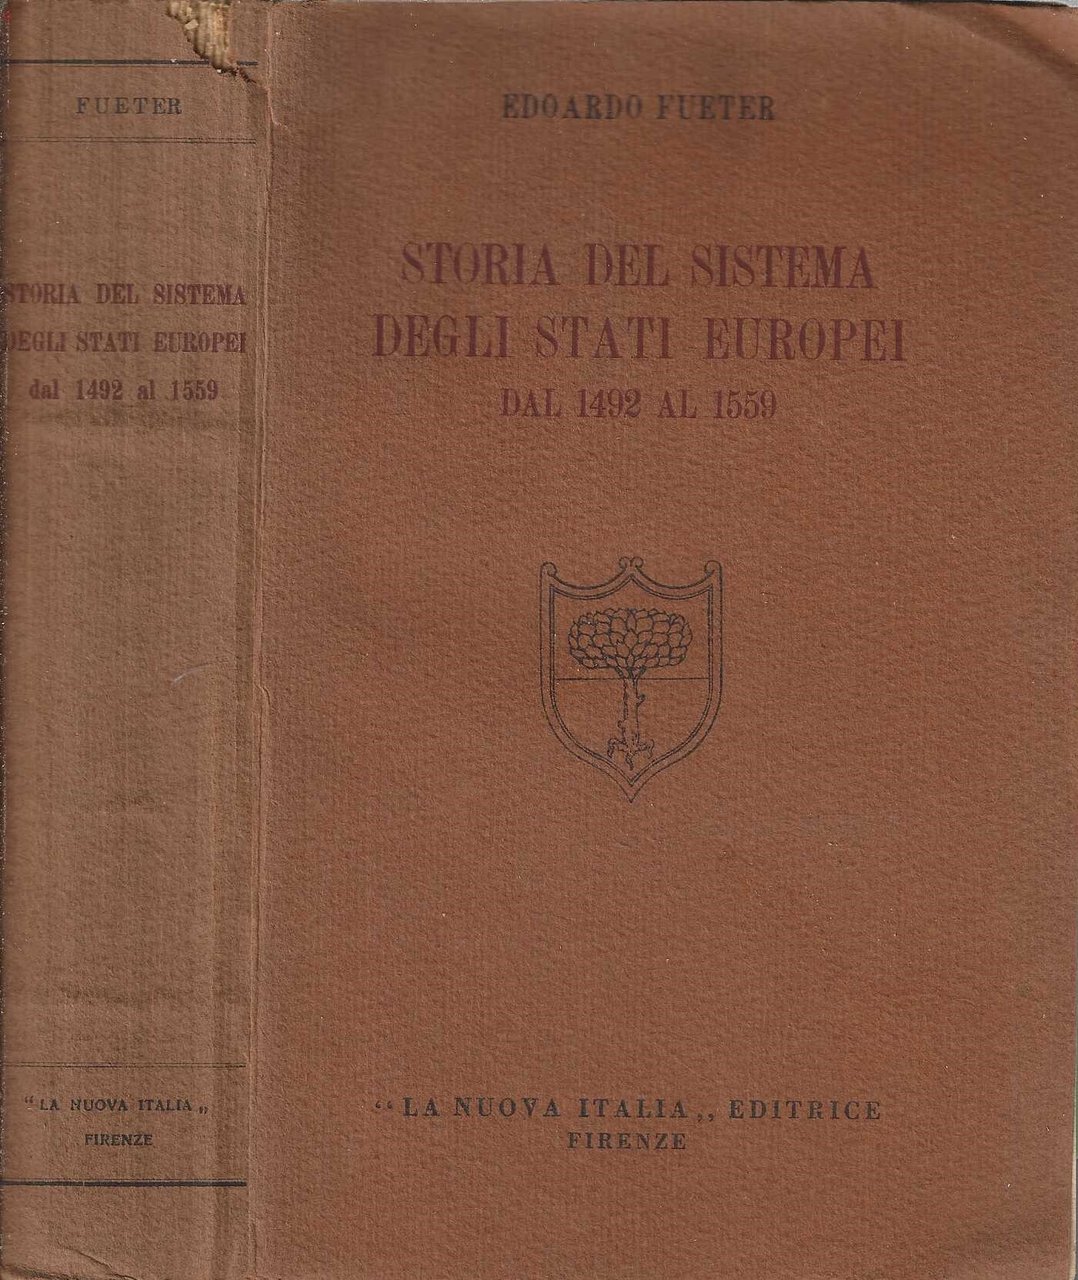 FUETER
STORIA DEL SISTEMA
DEGLI STATI EUROPEI
dal 1492 al 1559
“LA NUOVA ITALIA„
FIRENZE
EDOARDO FUETER
STORIA DEL SISTEMA
DEGLI STATI EUROPEI
DAL 1492 AL 1559
“LA NUOVA ITALIA„ EDITRICE
FIRENZE